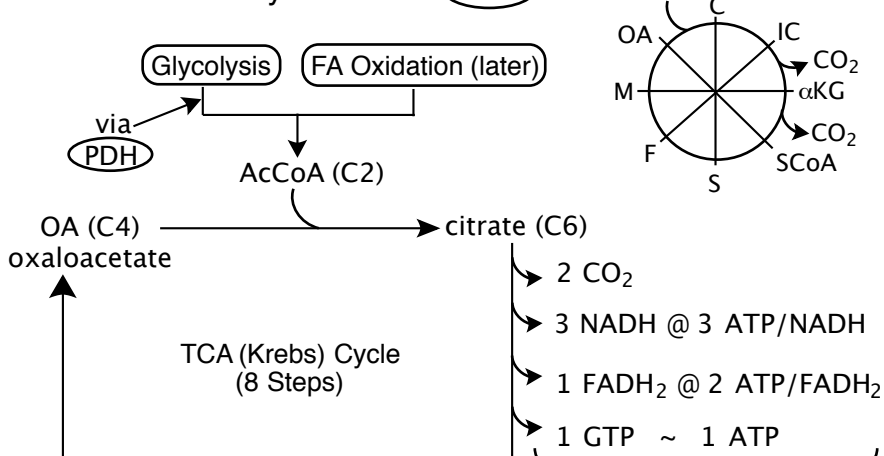 C
OA
IC
CO₂
M
αKG
CO₂
F
SCoA
S
Glycolysis
FA Oxidation (later)
via
PDH
AcCoA (C2)
OA (C4)
oxaloacetate
citrate (C6)
2 CO₂
3 NADH @ 3 ATP/NADH
TCA (Krebs) Cycle
(8 Steps)
1 FADH₂ @ 2 ATP/FADH₂
1 GTP ~ 1 ATP